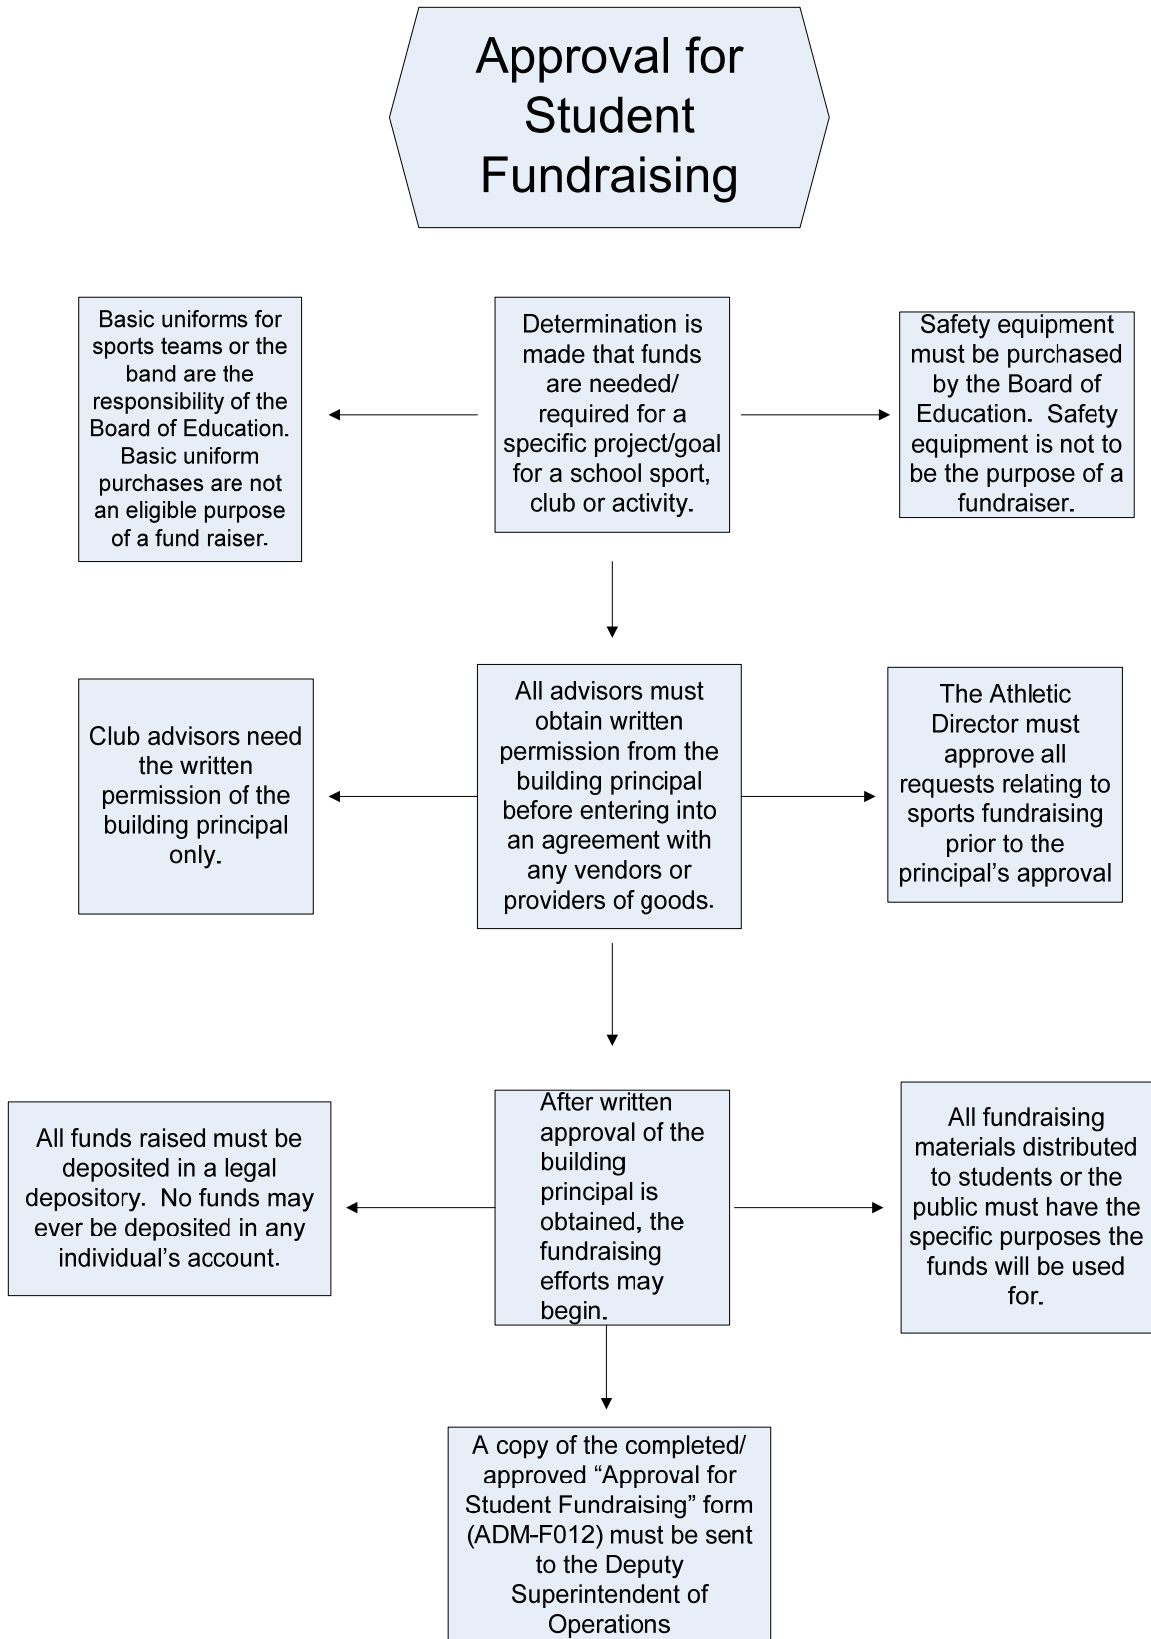 Approval for
Student
Fundraising
Basic uniforms for
sports teams or the
band are the
responsibility of the
Board of Education.
Basic uniform
purchases are not
an eligible purpose
of a fund raiser.
Determination is
made that funds
are needed/
required for a
specific project/goal
for a school sport,
club or activity.
Safety equipment
must be purchased
by the Board of
Education.  Safety
equipment is not to
be the purpose of a
fundraiser.
Club advisors need
the written
permission of the
building principal
only.
All advisors must
obtain written
permission from the
building principal
before entering into
an agreement with
any vendors or
providers of goods.
The Athletic
Director must
approve all
requests relating to
sports fundraising
prior to the
principal’s approval
All funds raised must be
deposited in a legal
depository.  No funds may
ever be deposited in any
individual’s account.
After written
approval of the
building
principal is
obtained, the
fundraising
efforts may
begin.
All fundraising
materials distributed
to students or the
public must have the
specific purposes the
funds will be used
for.
A copy of the completed/
approved “Approval for
Student Fundraising” form
(ADM-F012) must be sent
to the Deputy
Superintendent of
Operations